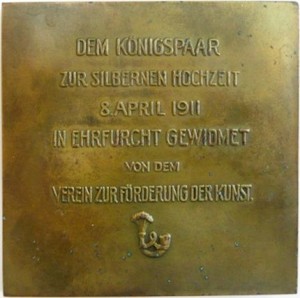 DEM KÖNIGSPAAR
ZUR SILBERNEN HOCHZEIT
8. APRIL 1911
IN EHRFURCHT GEWIDMET
VON DEM
VEREIN ZUR FÖRDERUNG DER KUNST.